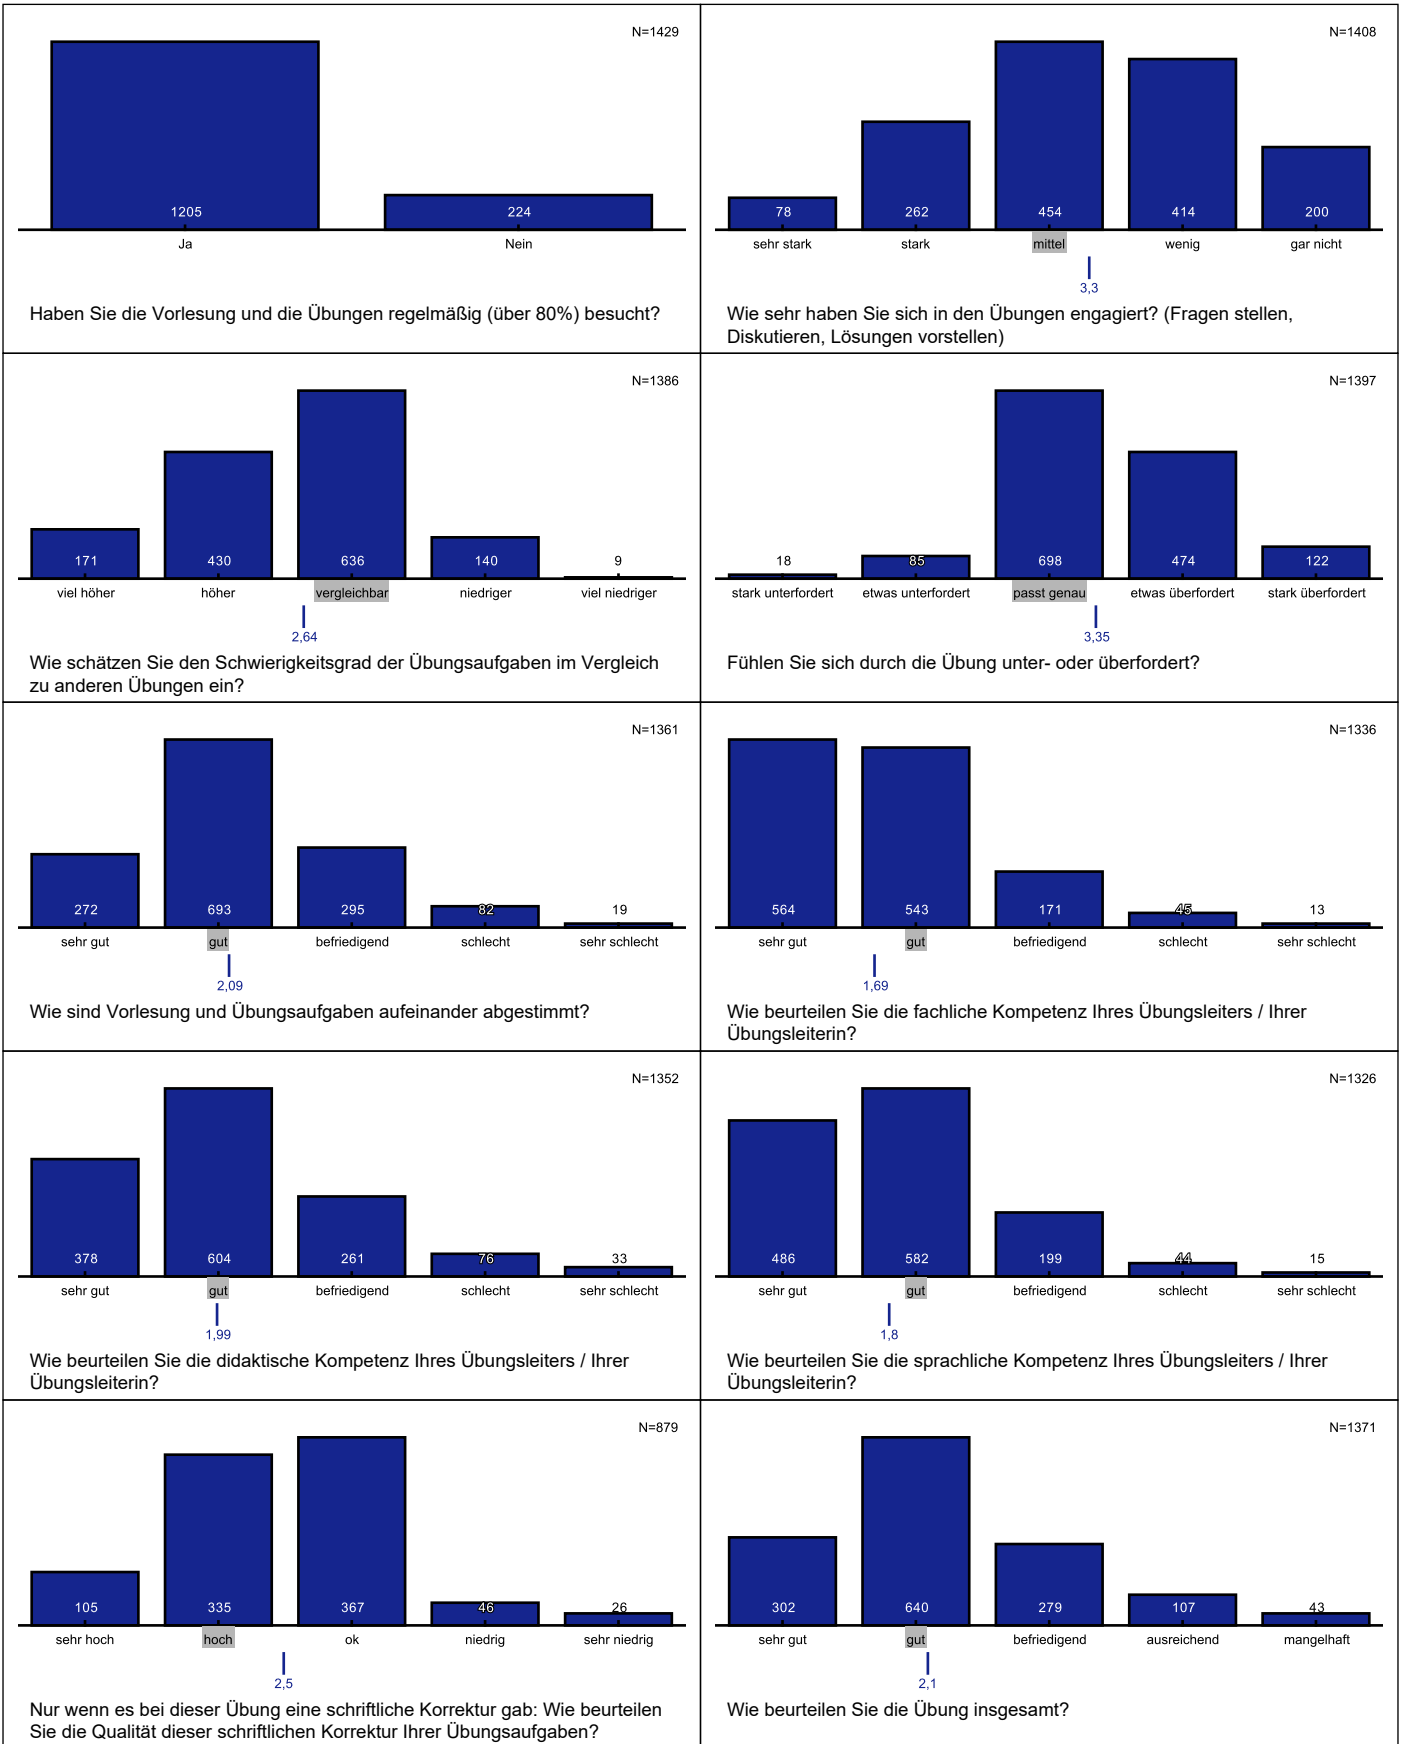 N=1429
1205
224
Ja
Nein
Haben Sie die Vorlesung und die Übungen regelmäßig (über 80%) besucht?
N=1408
78
262
454
414
200
sehr stark
stark
mittel
wenig
gar nicht
3,3
Wie sehr haben Sie sich in den Übungen engagiert? (Fragen stellen,
Diskutieren, Lösungen vorstellen)
N=1386
171
430
636
140
9
viel höher
höher
vergleichbar
niedriger
viel niedriger
2,64
Wie schätzen Sie den Schwierigkeitsgrad der Übungsaufgaben im Vergleich
zu anderen Übungen ein?
N=1397
18
85
698
474
122
stark unterfordert
etwas unterfordert
passt genau
etwas überfordert
stark überfordert
3,35
Fühlen Sie sich durch die Übung unter- oder überfordert?
N=1361
272
693
295
82
19
sehr gut
gut
befriedigend
schlecht
sehr schlecht
2,09
Wie sind Vorlesung und Übungsaufgaben aufeinander abgestimmt?
N=1336
564
543
171
45
13
sehr gut
gut
befriedigend
schlecht
sehr schlecht
1,69
Wie beurteilen Sie die fachliche Kompetenz Ihres Übungsleiters / Ihrer
Übungsleiterin?
N=1352
378
604
261
76
33
sehr gut
gut
befriedigend
schlecht
sehr schlecht
1,99
Wie beurteilen Sie die didaktische Kompetenz Ihres Übungsleiters / Ihrer
Übungsleiterin?
N=1326
486
582
199
44
15
sehr gut
gut
befriedigend
schlecht
sehr schlecht
1,8
Wie beurteilen Sie die sprachliche Kompetenz Ihres Übungsleiters / Ihrer
Übungsleiterin?
N=879
105
335
367
46
26
sehr hoch
hoch
ok
niedrig
sehr niedrig
2,5
Nur wenn es bei dieser Übung eine schriftliche Korrektur gab: Wie beurteilen
Sie die Qualität dieser schriftlichen Korrektur Ihrer Übungsaufgaben?
N=1371
302
640
279
107
43
sehr gut
gut
befriedigend
ausreichend
mangelhaft
2,1
Wie beurteilen Sie die Übung insgesamt?